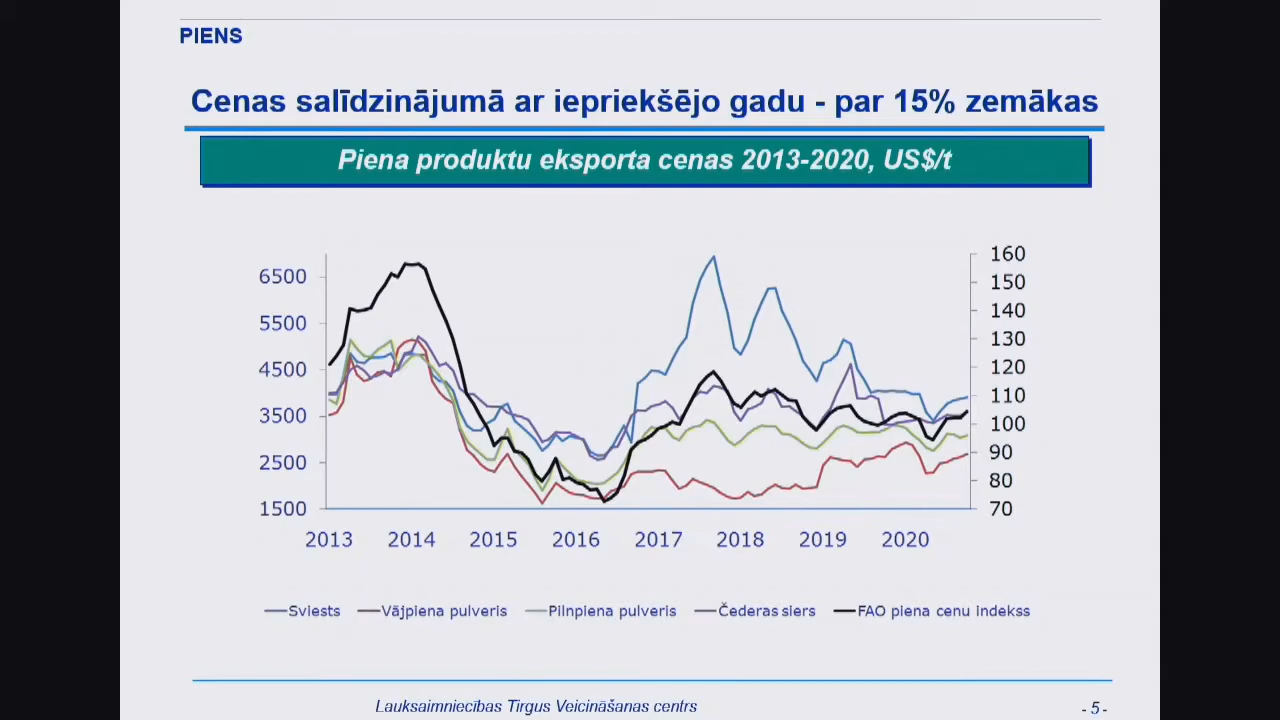 PIENS
Cenas salīdzinājumā ar iepriekšējo gadu - par 15% zemākas
Piena produktu eksporta cenas 2013-2020, US$/t
6500
5500
4500
3500
2500
1500
160
150
140
130
120
110
100
90
80
70
2013 2014 2015 2016 2017 2018 2019 2020
Sviests Vājpiena pulveris Pilnpiena pulveris Čederas siers FAO piena cenu indekss
Lauksaimniecības Tirgus Veicināšanas centrs
- 5 -